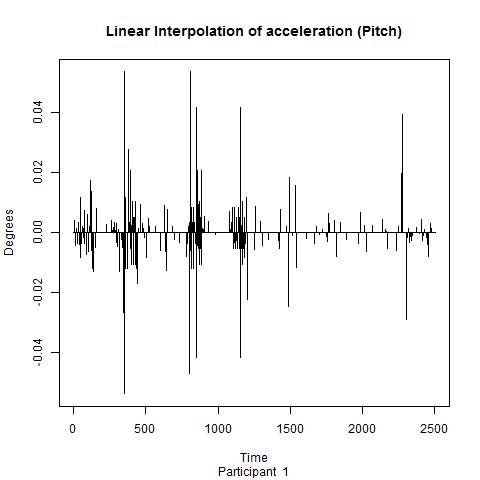 Linear Interpolation of acceleration (Pitch)
0.04
0.02
0.00
-0.02
-0.04
Degrees
0 500 1000 1500 2000 2500
Time
Participant 1